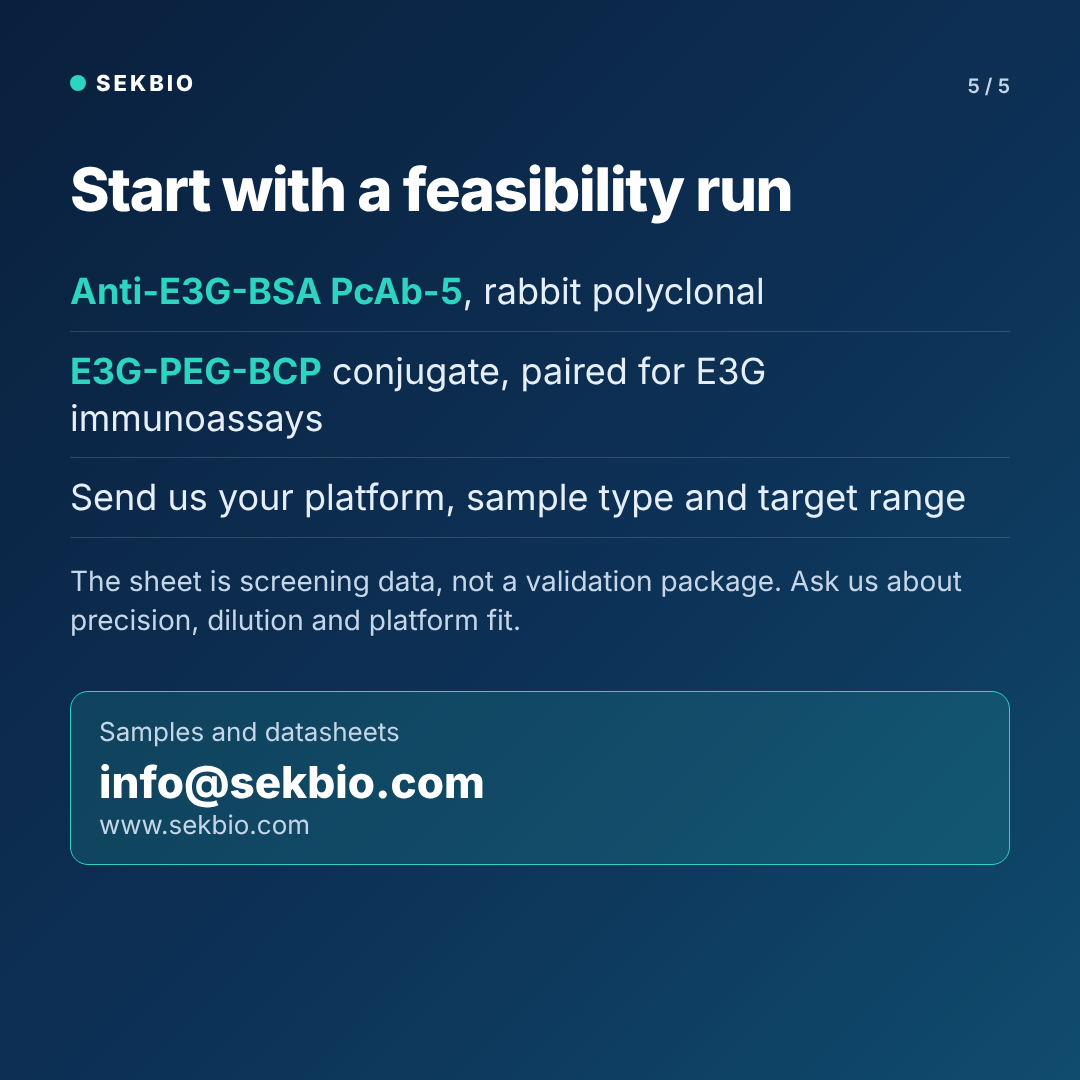 SEKBIO
5 / 5
Start with a feasibility run
Anti-E3G-BSA PcAb-5, rabbit polyclonal
E3G-PEG-BCP conjugate, paired for E3G
immunoassays
Send us your platform, sample type and target range
The sheet is screening data, not a validation package. Ask us about
precision, dilution and platform fit.
Samples and datasheets
info@sekbio.com
www.sekbio.com